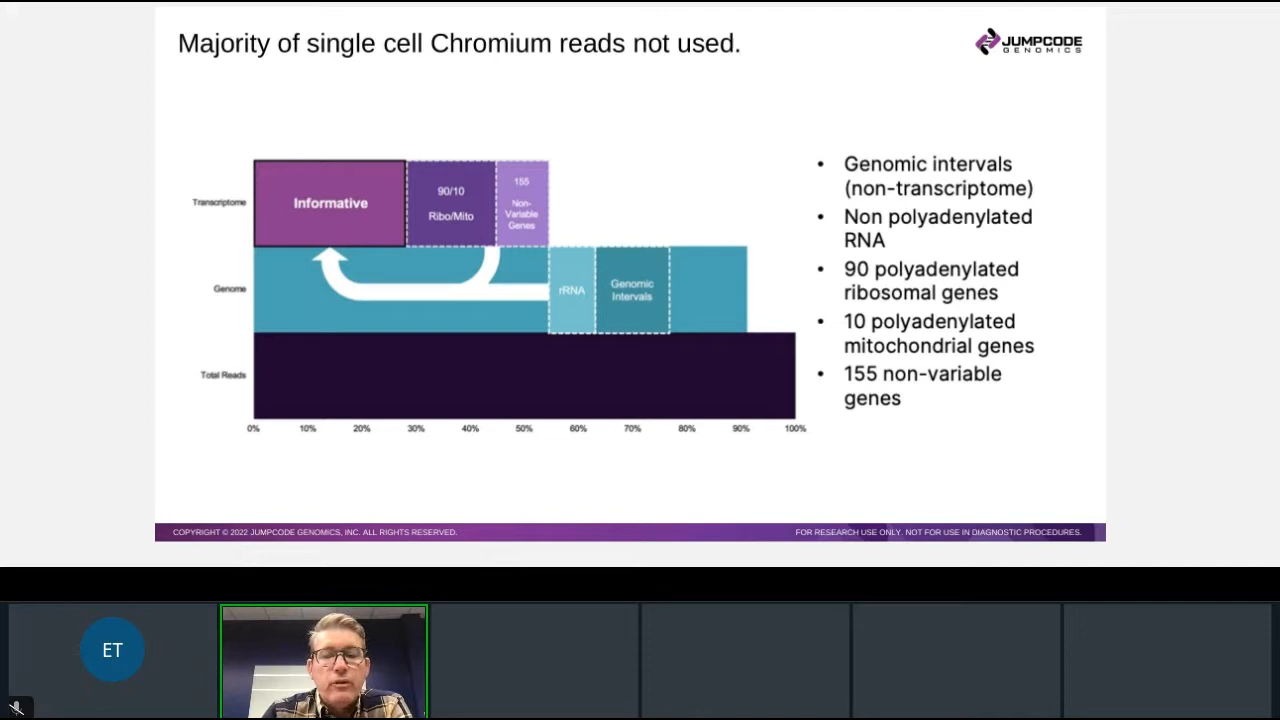 Majority of single cell Chromium reads not used.
JUMPCODE
GENOMICS
Transcriptome
Informative
90/10
Ribo/Mito
155
Non-
Variable
Genes
Genome
rRNA
Genomic
Intervals
Total Reads
0% 10% 20% 30% 40% 50% 60% 70% 80% 90% 100%
• Genomic intervals
(non-transcriptome)
• Non polyadenylated
RNA
• 90 polyadenylated
ribosomal genes
• 10 polyadenylated
mitochondrial genes
• 155 non-variable
genes
COPYRIGHT © 2022 JUMPCODE GENOMICS, INC. ALL RIGHTS RESERVED.
FOR RESEARCH USE ONLY. NOT FOR USE IN DIAGNOSTIC PROCEDURES.
ET